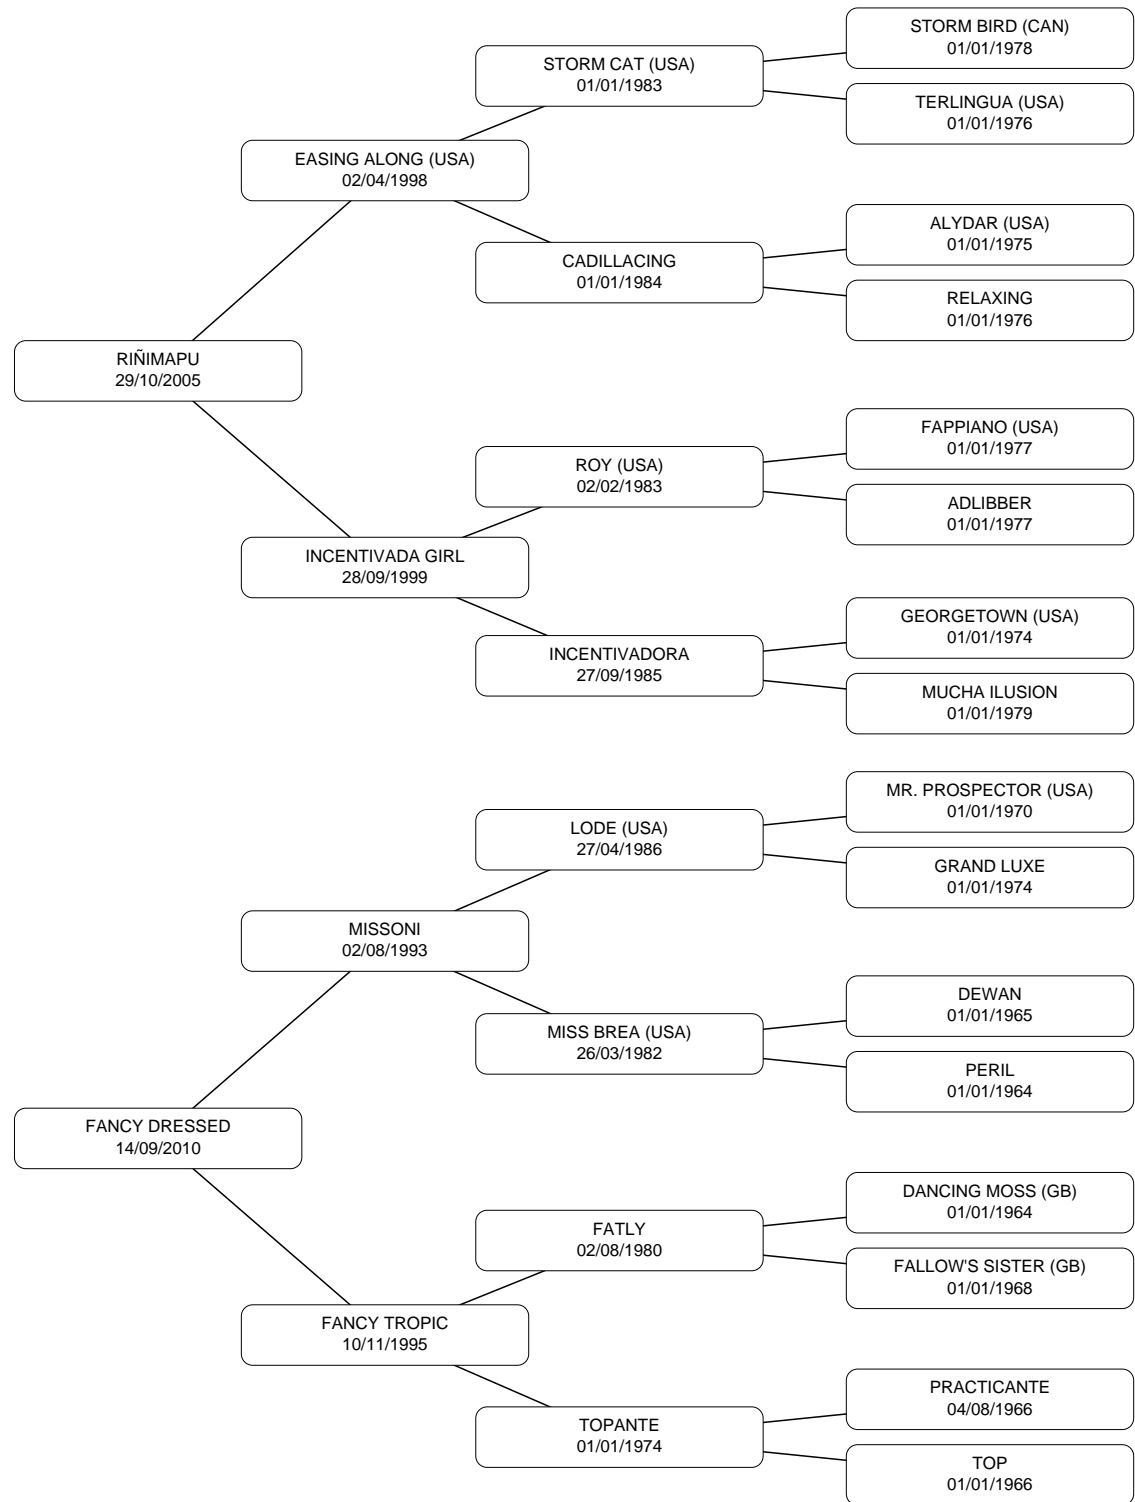 STORM BIRD (CAN)
01/01/1978
STORM CAT (USA)
01/01/1983
TERLINGUA (USA)
01/01/1976
EASING ALONG (USA)
02/04/1998
ALYDAR (USA)
01/01/1975
CADILLACING
01/01/1984
RELAXING
01/01/1976
RIÑIMAPU
29/10/2005
FAPPIANO (USA)
01/01/1977
ROY (USA)
02/02/1983
ADLIBBER
01/01/1977
INCENTIVADA GIRL
28/09/1999
GEORGETOWN (USA)
01/01/1974
INCENTIVADORA
27/09/1985
MUCHA ILUSION
01/01/1979
MR. PROSPECTOR (USA)
01/01/1970
LODE (USA)
27/04/1986
GRAND LUXE
01/01/1974
MISSONI
02/08/1993
DEWAN
01/01/1965
MISS BREA (USA)
26/03/1982
PERIL
01/01/1964
FANCY DRESSED
14/09/2010
DANCING MOSS (GB)
01/01/1964
FATLY
02/08/1980
FALLOW'S SISTER (GB)
01/01/1968
FANCY TROPIC
10/11/1995
PRACTICANTE
04/08/1966
TOPANTE
01/01/1974
TOP
01/01/1966